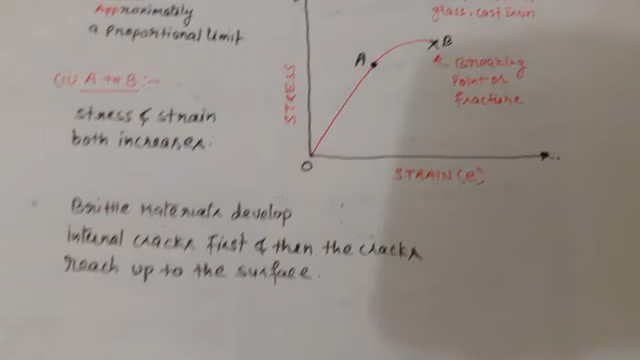 Approximately
a Proportional limit
(ii) A to B :-
stress & strain
both increases.
Brittle Materials develop
internal cracks first & then the cracks
reach up to the surface.
glass, cast Iron
STRESS
A
B
Breaking
Point or
fracture
O
STRAIN (e)